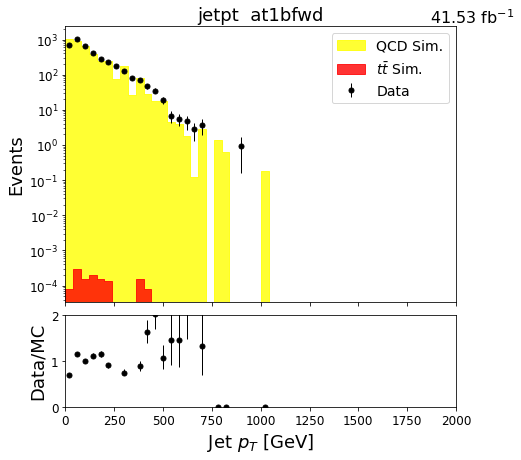 jetpt at1bfwd
41.53 fb⁻¹
QCD Sim.
tt̄ Sim.
Data
Events
10³
10²
10¹
10⁰
10⁻¹
10⁻²
10⁻³
10⁻⁴
Data/MC
2
1
0
0 250 500 750 1000 1250 1500 1750 2000
Jet p_T [GeV]